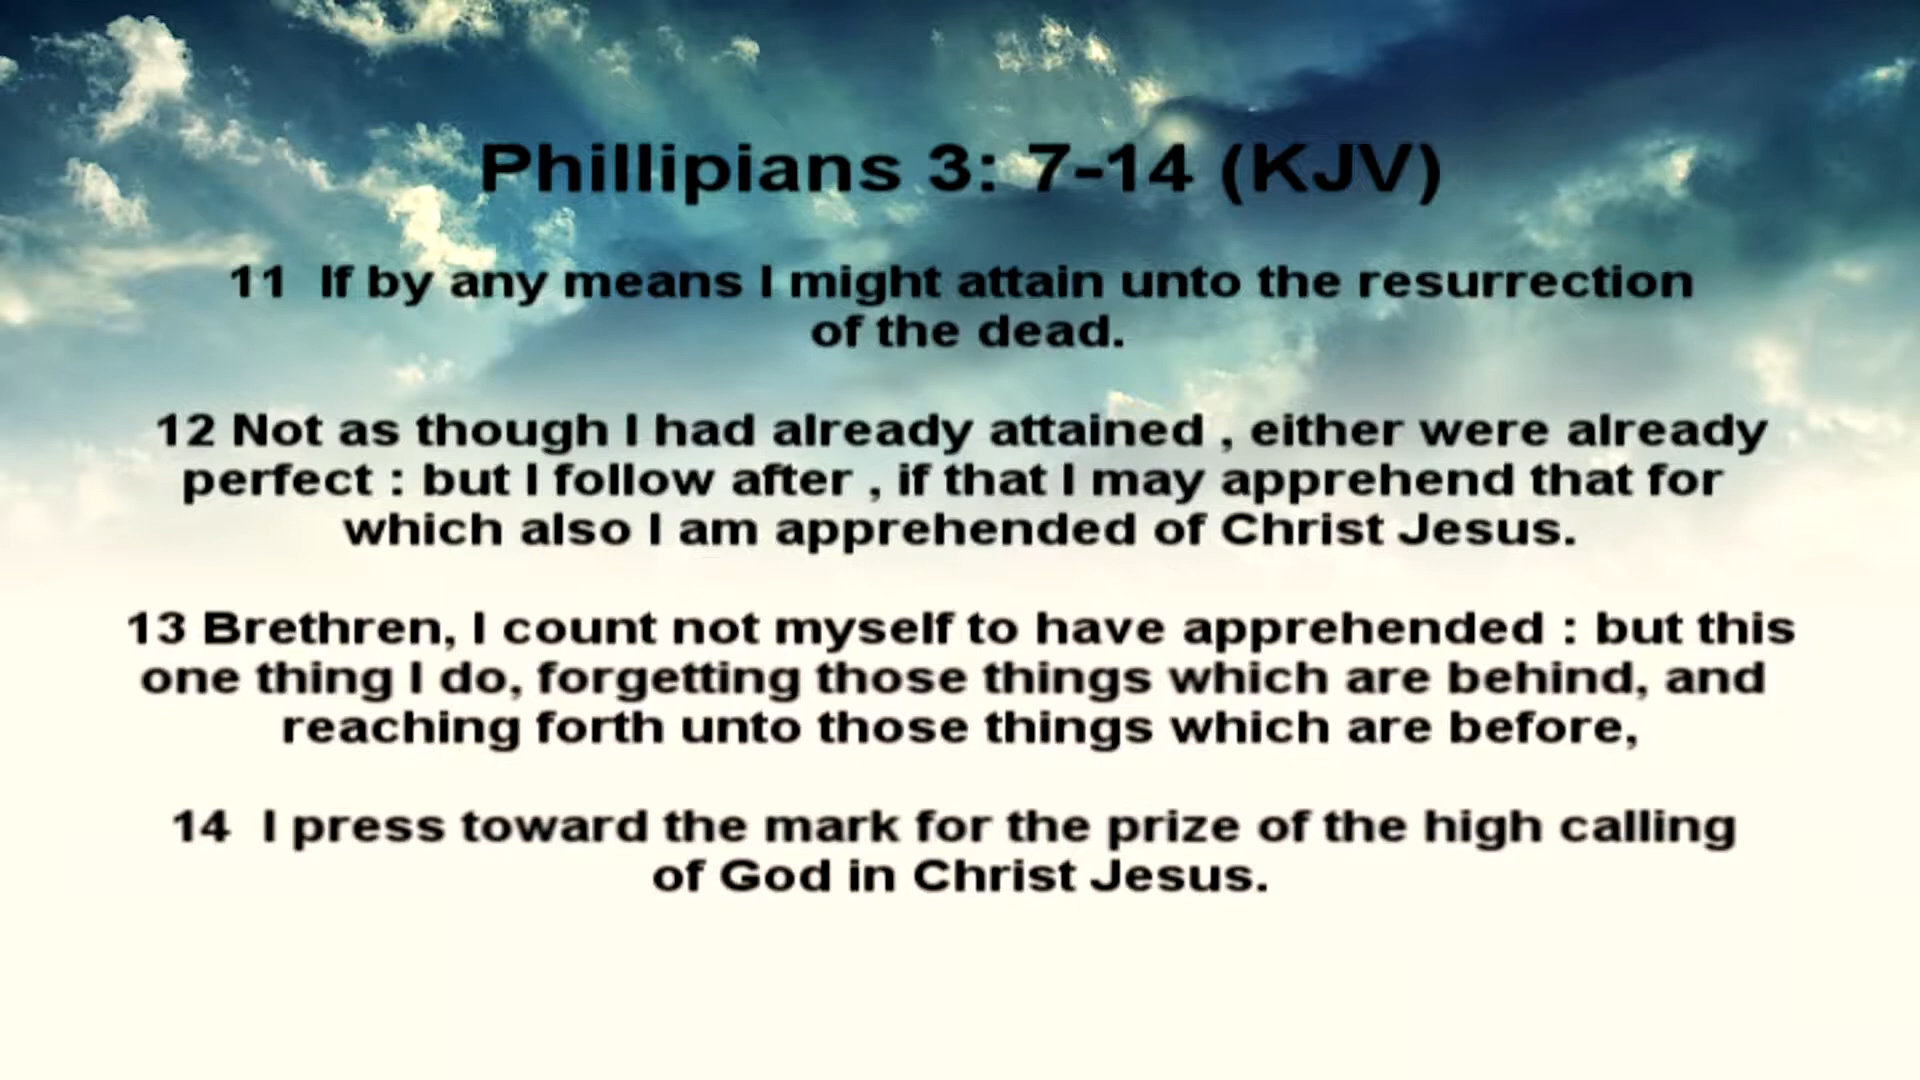 Phillipians 3: 7-14 (KJV)
11 If by any means I might attain unto the resurrection
of the dead.
12 Not as though I had already attained , either were already
perfect : but I follow after , if that I may apprehend that for
which also I am apprehended of Christ Jesus.
13 Brethren, I count not myself to have apprehended : but this
one thing I do, forgetting those things which are behind, and
reaching forth unto those things which are before,
14 I press toward the mark for the prize of the high calling
of God in Christ Jesus.